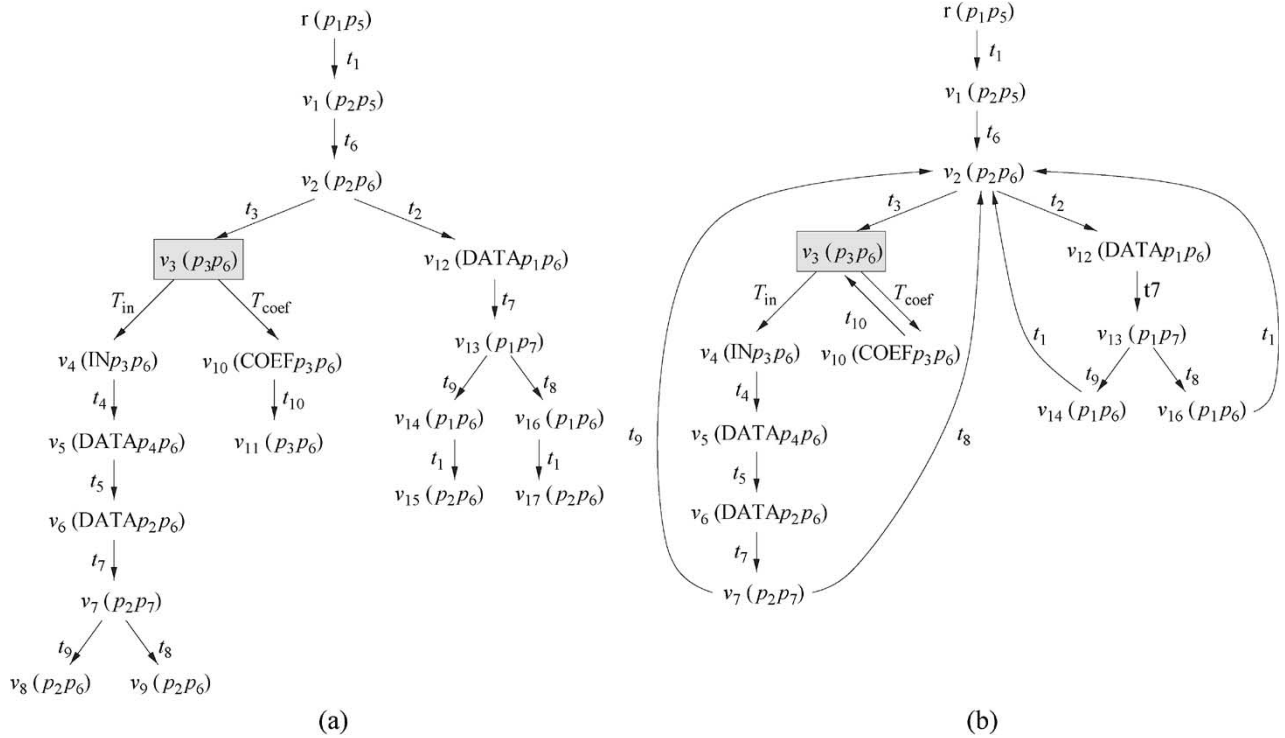 r (p1p5)
t1
v1 (p2p5)
t6
v2 (p2p6)
t3 t2
v3 (p3p6) v12 (DATAp1p6)
Tin Tcoef t7
v4 (INp3p6) v10 (COEFp3p6) v13 (p1p7)
t4 t10 t9 t8
v5 (DATAp4p6) v11 (p3p6) v14 (p1p6) v16 (p1p6)
t5 t1 t1
v6 (DATAp2p6) v15 (p2p6) v17 (p2p6)
t7
v7 (p2p7)
t9 t8
v8 (p2p6) v9 (p2p6)
(a)
r (p1p5)
t1
v1 (p2p5)
t6
v2 (p2p6)
t3 t2
v3 (p3p6) v12 (DATAp1p6)
Tin Tcoef t7
t10
v4 (INp3p6) v10 (COEFp3p6) t1 v13 (p1p7) t1
t4 t9 t8
v14 (p1p6) v16 (p1p6)
t9 v5 (DATAp4p6) t8
t5
v6 (DATAp2p6)
t7
v7 (p2p7)
(b)